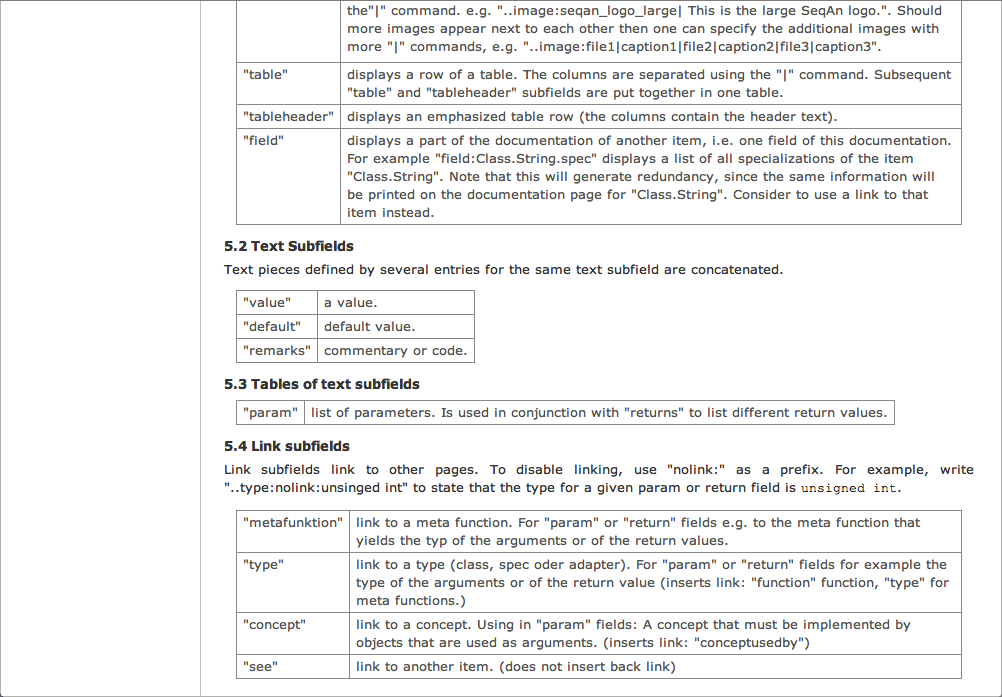 the"|" command. e.g. "..image:seqan_logo_large| This is the large SeqAn logo.". Should
more images appear next to each other then one can specify the additional images with
more "|" commands, e.g. "..image:file1|caption1|file2|caption2|file3|caption3".
"table" displays a row of a table. The columns are separated using the "|" command. Subsequent
"table" and "tableheader" subfields are put together in one table.
"tableheader" displays an emphasized table row (the columns contain the header text).
"field" displays a part of the documentation of another item, i.e. one field of this documentation.
For example "field:Class.String.spec" displays a list of all specializations of the item
"Class.String". Note that this will generate redundancy, since the same information will
be printed on the documentation page for "Class.String". Consider to use a link to that
item instead.
5.2 Text Subfields
Text pieces defined by several entries for the same text subfield are concatenated.
"value" a value.
"default" default value.
"remarks" commentary or code.
5.3 Tables of text subfields
"param" list of parameters. Is used in conjunction with "returns" to list different return values.
5.4 Link subfields
Link subfields link to other pages. To disable linking, use "nolink:" as a prefix. For example, write
"..type:nolink:unsinged int" to state that the type for a given param or return field is unsigned int.
"metafunktion" link to a meta function. For "param" or "return" fields e.g. to the meta function that
yields the typ of the arguments or of the return values.
"type" link to a type (class, spec oder adapter). For "param" or "return" fields for example the
type of the arguments or of the return value (inserts link: "function" function, "type" for
meta functions.)
"concept" link to a concept. Using in "param" fields: A concept that must be implemented by
objects that are used as arguments. (inserts link: "conceptusedby")
"see" link to another item. (does not insert back link)